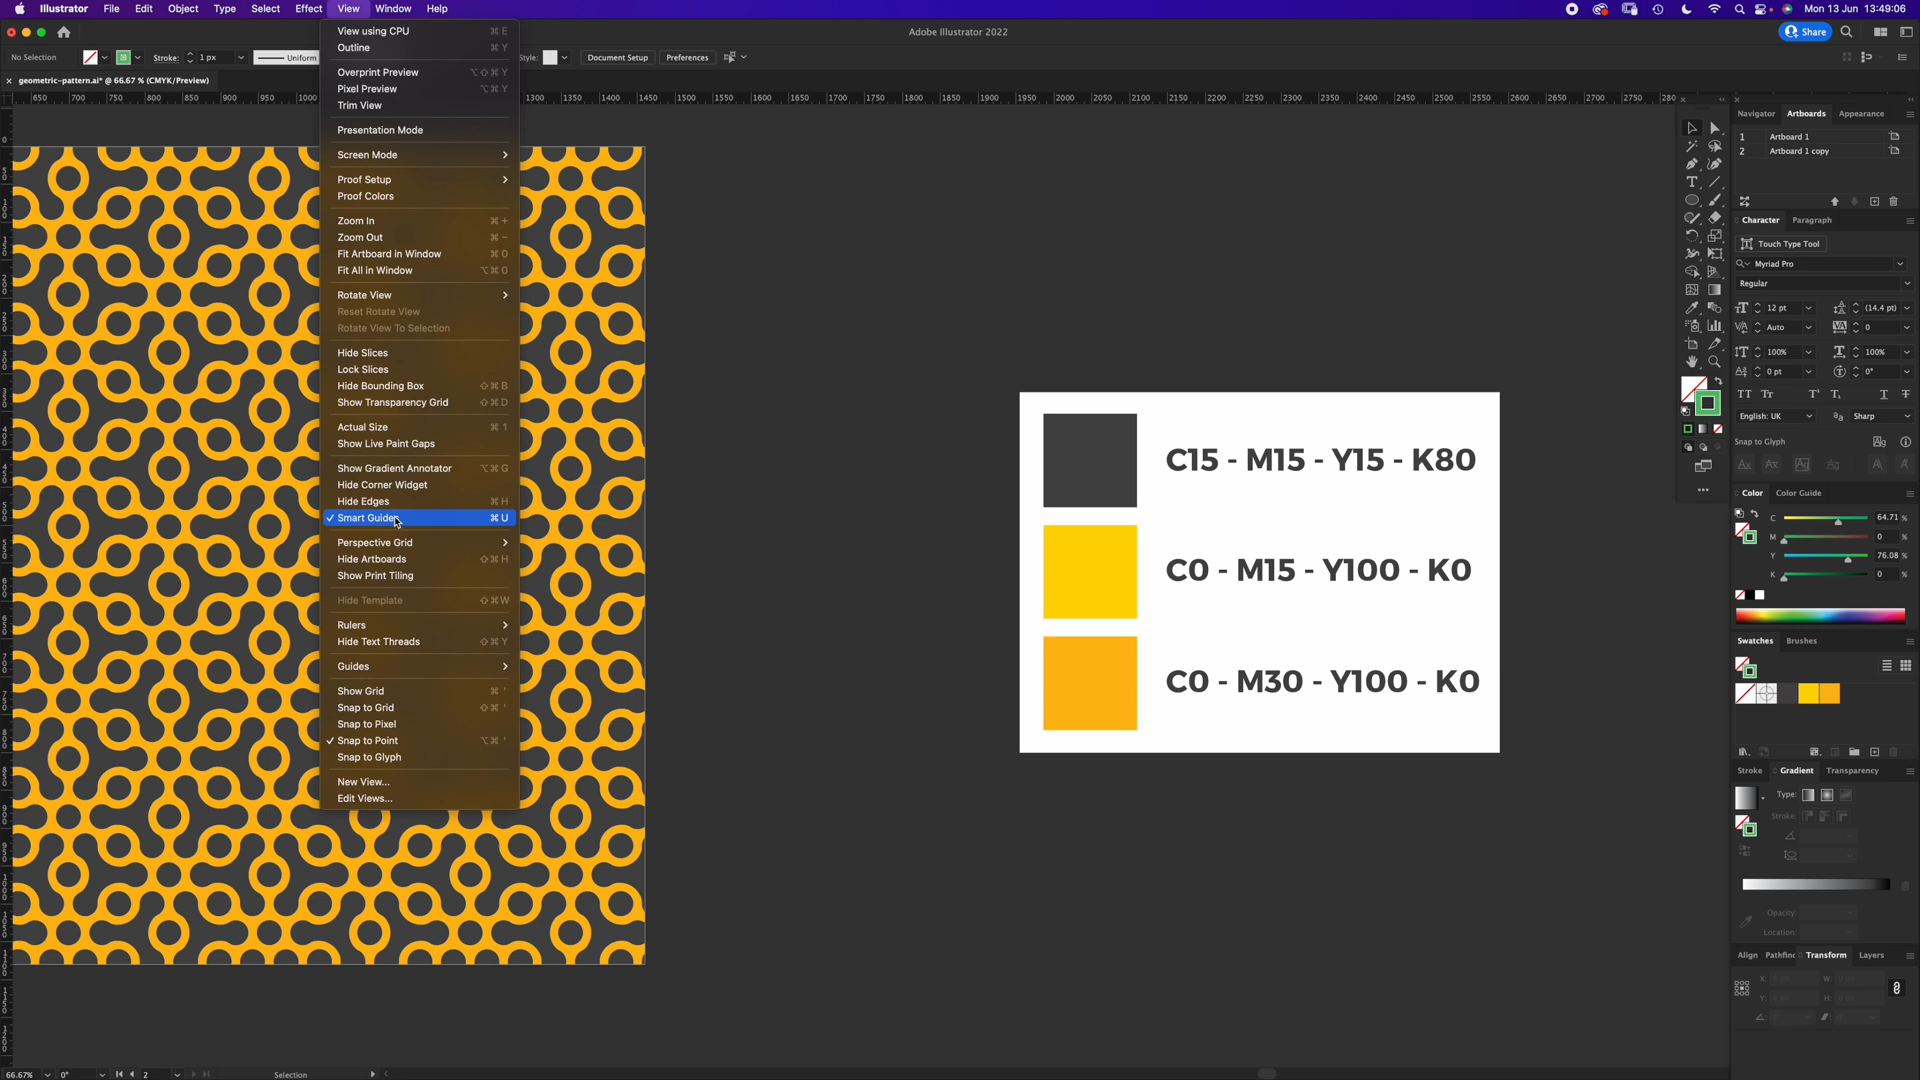 Illustrator File Edit Object Type Select Effect View Window Help
Mon 13 Jun 13:49:06
Adobe Illustrator 2022
Share
No Selection
Stroke: 1 px
Uniform
Style:
Document Setup
Preferences
× geometric-pattern.ai* @ 66.67 % (CMYK/Preview)
650 700 750 800 850 900 950 1000
1300 1350 1400 1450 1500 1550 1600 1650 1700 1750 1800 1850 1900 1950 2000 2050 2100 2150 2200 2250 2300 2350 2400 2450 2500 2550 2600 2650 2700 2750 280
View using CPU ⌘ E
Outline ⌘ Y
Overprint Preview ⌥⇧⌘ Y
Pixel Preview ⌥⌘ Y
Trim View
Presentation Mode
Screen Mode
Proof Setup
Proof Colors
Zoom In ⌘ +
Zoom Out ⌘ −
Fit Artboard in Window ⌘ 0
Fit All in Window ⌥⌘ 0
Rotate View
Reset Rotate View
Rotate View To Selection
Hide Slices
Lock Slices
Hide Bounding Box ⇧⌘ B
Show Transparency Grid ⇧⌘ D
Actual Size ⌘ 1
Show Live Paint Gaps
Show Gradient Annotator ⌥⌘ G
Hide Corner Widget
Hide Edges ⌘ H
✓ Smart Guides ⌘ U
Perspective Grid
Hide Artboards ⇧⌘ H
Show Print Tiling
Hide Template ⇧⌘ W
Rulers
Hide Text Threads ⇧⌘ Y
Guides
Show Grid ⌘ '
Snap to Grid ⇧⌘ '
Snap to Pixel
✓ Snap to Point ⌥⌘ '
Snap to Glyph
New View...
Edit Views...
C15 - M15 - Y15 - K80
C0 - M15 - Y100 - K0
C0 - M30 - Y100 - K0
Navigator Artboards Appearance
1 Artboard 1
2 Artboard 1 copy
Character Paragraph
Touch Type Tool
Myriad Pro
Regular
12 pt (14.4 pt)
Auto 0
100% 100%
0 pt 0°
English: UK Sharp
Snap to Glyph
Color Color Guide
C 64.71 %
M 0 %
Y 76.08 %
K 0 %
Swatches Brushes
Stroke Gradient Transparency
Type:
Stroke:
Opacity:
Location:
Align Pathfinc Transform Layers
X: W:
Y: H:
66.67% 0° 2 Selection